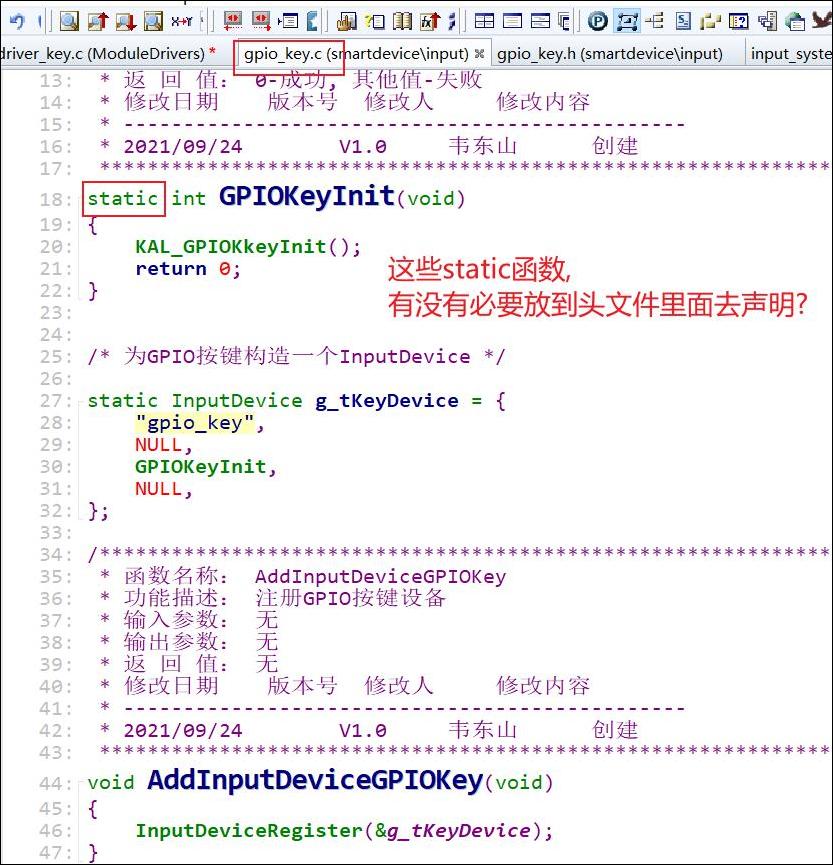 driver_key.c (ModuleDrivers) * gpio_key.c (smartdevice\input) gpio_key.h (smartdevice\input) input_syste
13: * 返 回 值： 0-成功, 其他值-失败
14: * 修改日期 版本号 修改人 修改内容
15: * -----------------------------------------------
16: * 2021/09/24 V1.0 韦东山 创建
17: ***********************************************************************
18: static int GPIOKeyInit(void)
19: {
20: KAL_GPIOKkeyInit();
21: return 0;
22: }
这些static函数,
有没有必要放到头文件里面去声明?
23:
24:
25: /* 为GPIO按键构造一个InputDevice */
26:
27: static InputDevice g_tKeyDevice = {
28: "gpio_key",
29: NULL,
30: GPIOKeyInit,
31: NULL,
32: };
33:
34: /**********************************************************************
35: * 函数名称： AddInputDeviceGPIOKey
36: * 功能描述： 注册GPIO按键设备
37: * 输入参数： 无
38: * 输出参数： 无
39: * 返 回 值： 无
40: * 修改日期 版本号 修改人 修改内容
41: * -----------------------------------------------
42: * 2021/09/24 V1.0 韦东山 创建
43: ***********************************************************************
44: void AddInputDeviceGPIOKey(void)
45: {
46: InputDeviceRegister(&g_tKeyDevice);
47: }